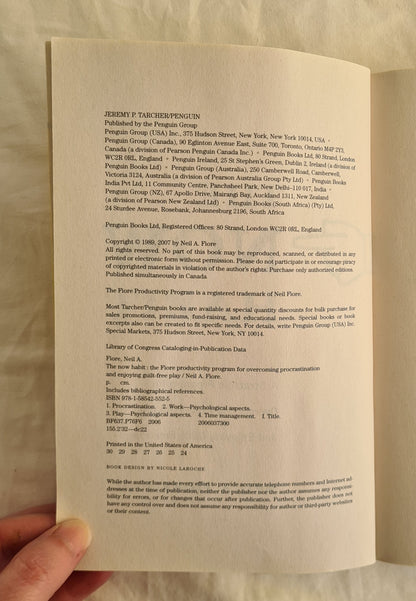 JEREMY P. TARCHER/PENGUIN
Published by the Penguin Group
Penguin Group (USA) Inc., 375 Hudson Street, New York, New York 10014, USA •
Penguin Group (Canada), 90 Eglinton Avenue East, Suite 700, Toronto, Ontario M4P 2Y3,
Canada (a division of Pearson Penguin Canada Inc.) • Penguin Books Ltd, 80 Strand, London
WC2R 0RL, England • Penguin Ireland, 25 St Stephen's Green, Dublin 2, Ireland (a division of
Penguin Books Ltd) • Penguin Group (Australia), 250 Camberwell Road, Camberwell,
Victoria 3124, Australia (a division of Pearson Australia Group Pty Ltd) • Penguin Books
India Pvt Ltd, 11 Community Centre, Panchsheel Park, New Delhi–110 017, India •
Penguin Group (NZ), 67 Apollo Drive, Mairangi Bay, Auckland 1311, New Zealand
(a division of Pearson New Zealand Ltd) • Penguin Books (South Africa) (Pty) Ltd,
24 Sturdee Avenue, Rosebank, Johannesburg 2196, South Africa
Penguin Books Ltd, Registered Offices: 80 Strand, London WC2R 0RL, England
Copyright © 1989, 2007 by Neil A. Fiore
All rights reserved. No part of this book may be reproduced, scanned, or distributed in any
printed or electronic form without permission. Please do not participate in or encourage piracy
of copyrighted materials in violation of the author's rights. Purchase only authorized editions.
Published simultaneously in Canada
The Fiore Productivity Program is a registered trademark of Neil Fiore.
Most Tarcher/Penguin books are available at special quantity discounts for bulk purchase for
sales promotions, premiums, fund-raising, and educational needs. Special books or book
excerpts also can be created to fit specific needs. For details, write Penguin Group (USA) Inc.
Special Markets, 375 Hudson Street, New York, NY 10014.
Library of Congress Cataloging-in-Publication Data
Fiore, Neil A.
The now habit : the Fiore productivity program for overcoming procrastination
and enjoying guilt-free play / Neil A. Fiore.
p. cm.
Includes bibliographical references.
ISBN 978-1-58542-552-5
1. Procrastination. 2. Work—Psychological aspects.
3. Play—Psychological aspects. 4. Time management. I. Title.
BF637.P76F6 2006 2006037300
155.2'32—dc22
Printed in the United States of America
30 29 28 27 26 25 24
BOOK DESIGN BY NICOLE LAROCHE
While the author has made every effort to provide accurate telephone numbers and Internet ad-
dresses at the time of publication, neither the publisher nor the author assumes any responsi-
bility for errors, or for changes that occur after publication. Further, the publisher does not
have any control over and does not assume any responsibility for author or third-party websites
or their content.